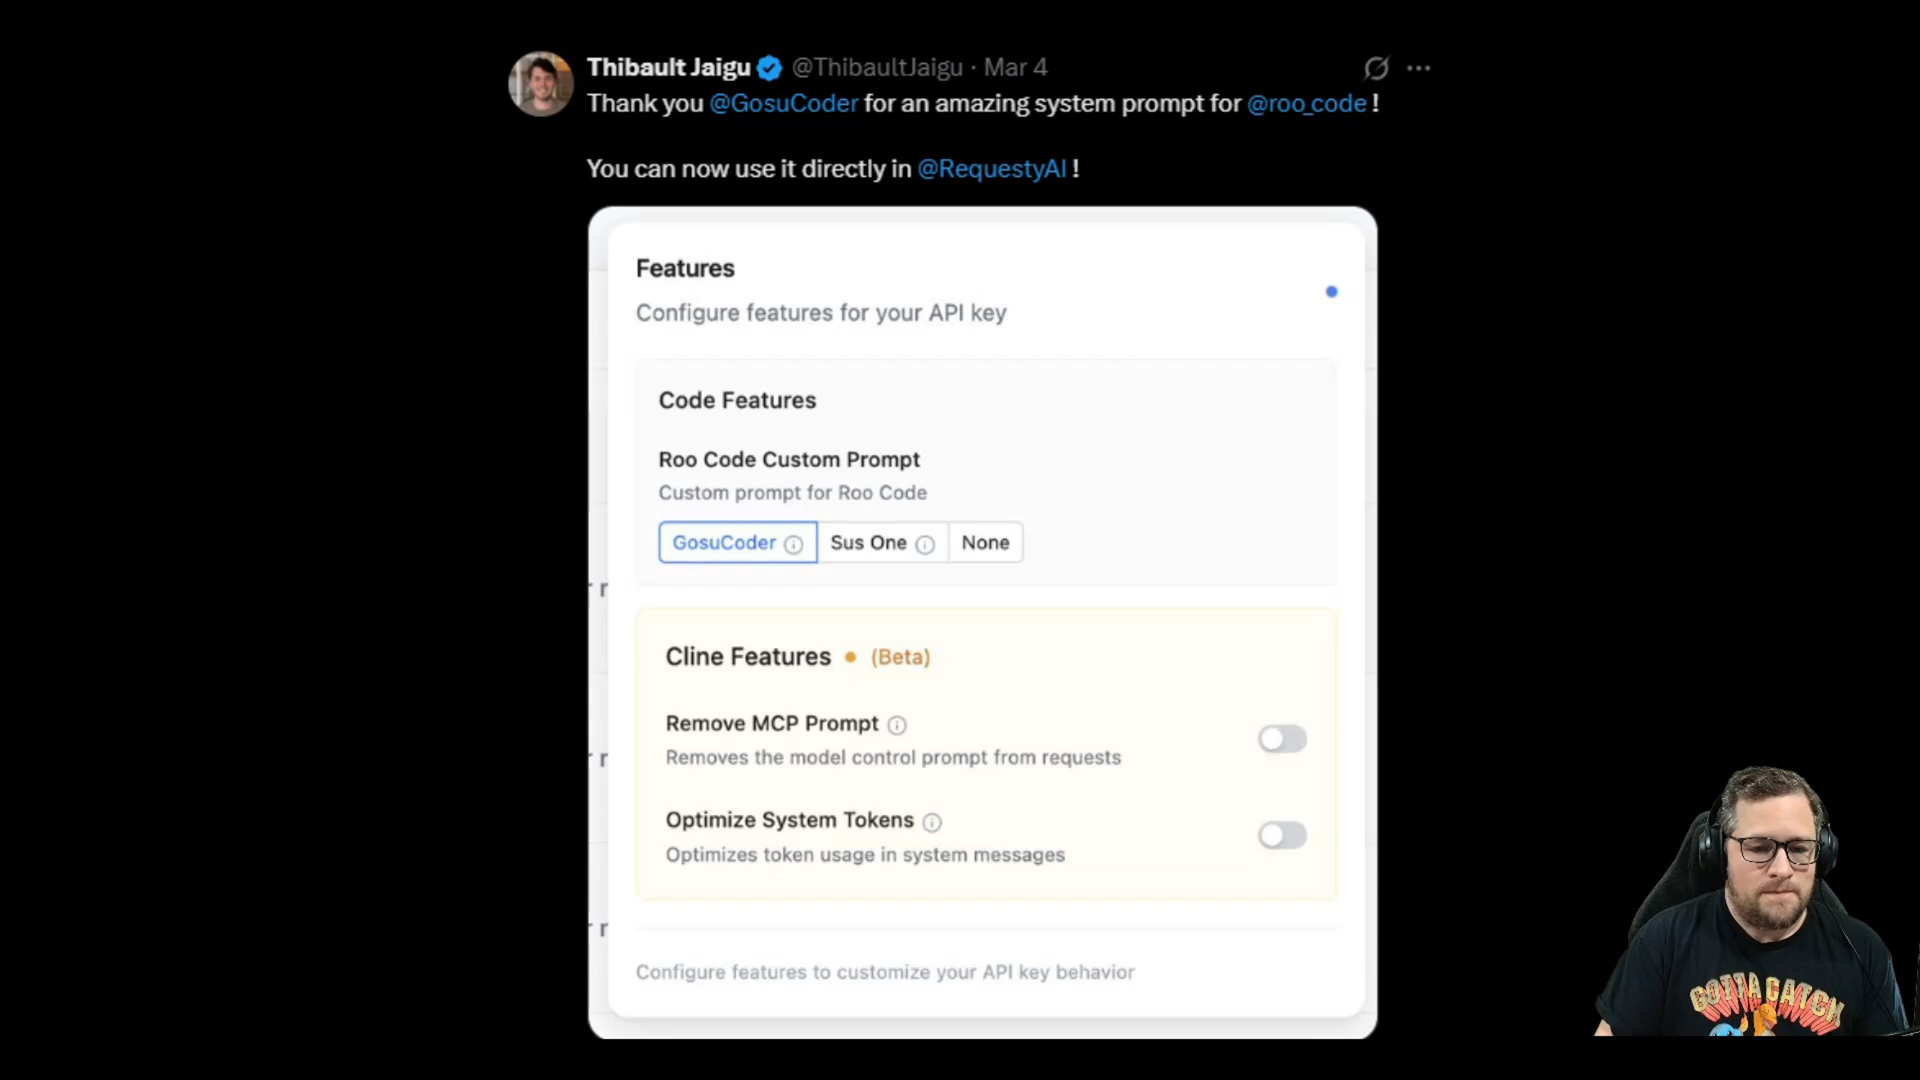 Thibault Jaigu @ThibaultJaigu · Mar 4
Thank you @GosuCoder for an amazing system prompt for @roo_code !
You can now use it directly in @RequestyAI !
Features
Configure features for your API key
Code Features
Roo Code Custom Prompt
Custom prompt for Roo Code
GosuCoder Sus One None
r r
Cline Features • (Beta)
Remove MCP Prompt
Removes the model control prompt from requests
r r
Optimize System Tokens
Optimizes token usage in system messages
r r
Configure features to customize your API key behavior
GOTTA CATCH